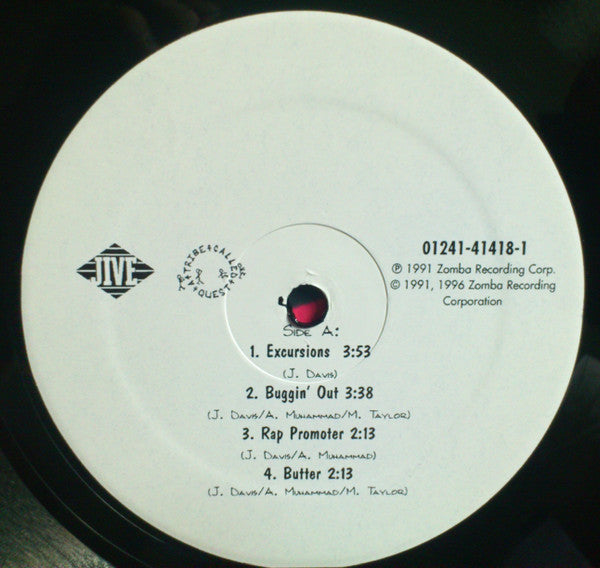 JIVE
A TRIBE CALLED QUEST
01241-41418-1
℗ 1991 Zomba Recording Corp.
© 1991, 1996 Zomba Recording
Corporation
Side A:
1. Excursions 3:53
(J. Davis)
2. Buggin' Out 3:38
(J. Davis/A. Muhammad/M. Taylor)
3. Rap Promoter 2:13
(J. Davis/A. Muhammad)
4. Butter 2:13
(J. Davis/A. Muhammad/M. Taylor)